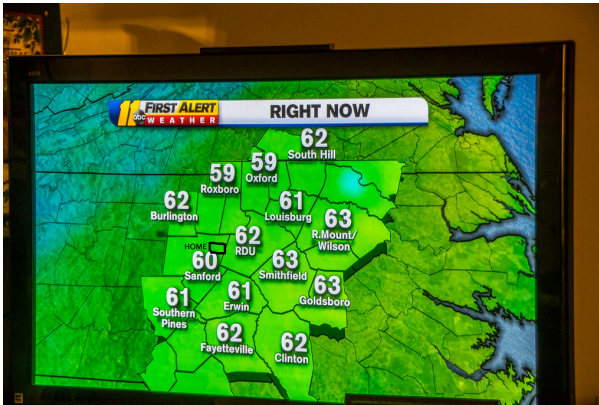 11
abc
FIRST ALERT
WEATHER
RIGHT NOW
62
South Hill
59
Oxford
59
Roxboro
62
Burlington
61
Louisburg
63
R.Mount/
Wilson
62
RDU
HOME
60
Sanford
63
Smithfield
63
Goldsboro
61
Southern
Pines
61
Erwin
62
Fayetteville
62
Clinton